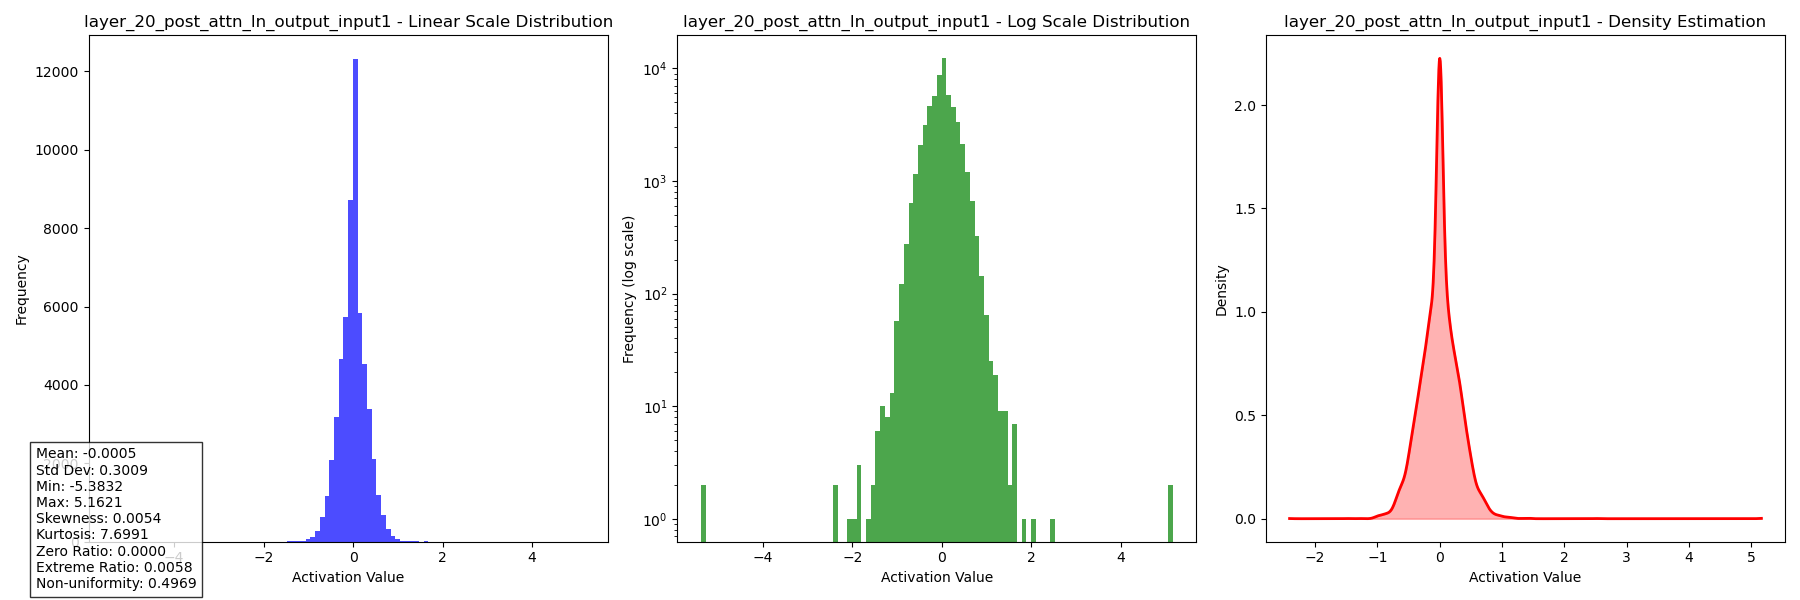 layer_20_post_attn_ln_output_input1 - Linear Scale Distribution
12000
10000
8000
6000
4000
2000
0
Frequency
−4
−2
0
2
4
Activation Value
Mean: -0.0005
Std Dev: 0.3009
Min: -5.3832
Max: 5.1621
Skewness: 0.0054
Kurtosis: 7.6991
Zero Ratio: 0.0000
Extreme Ratio: 0.0058
Non-uniformity: 0.4969
layer_20_post_attn_ln_output_input1 - Log Scale Distribution
10⁴
10³
10²
10¹
10⁰
Frequency (log scale)
−4
−2
0
2
4
Activation Value
layer_20_post_attn_ln_output_input1 - Density Estimation
2.0
1.5
1.0
0.5
0.0
Density
−2
−1
0
1
2
3
4
5
Activation Value